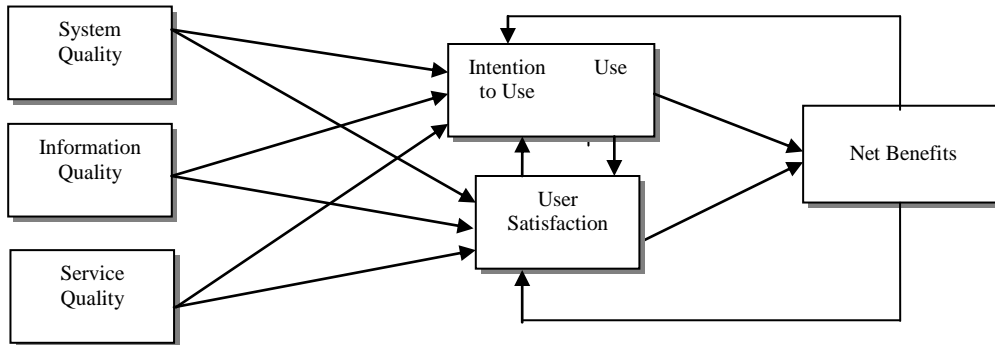 System
Quality
Information
Quality
Service
Quality
Intention Use
to Use
User
Satisfaction
Net Benefits